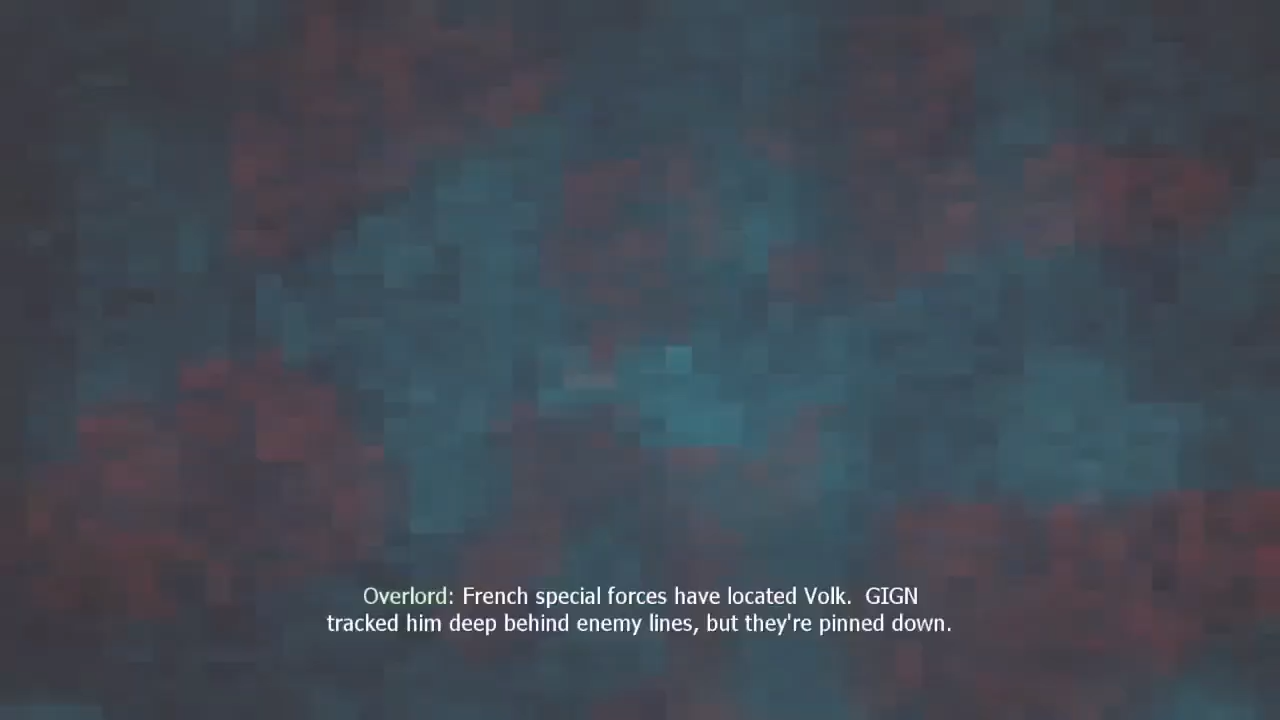 Overlord: French special forces have located Volk.  GIGN
tracked him deep behind enemy lines, but they're pinned down.